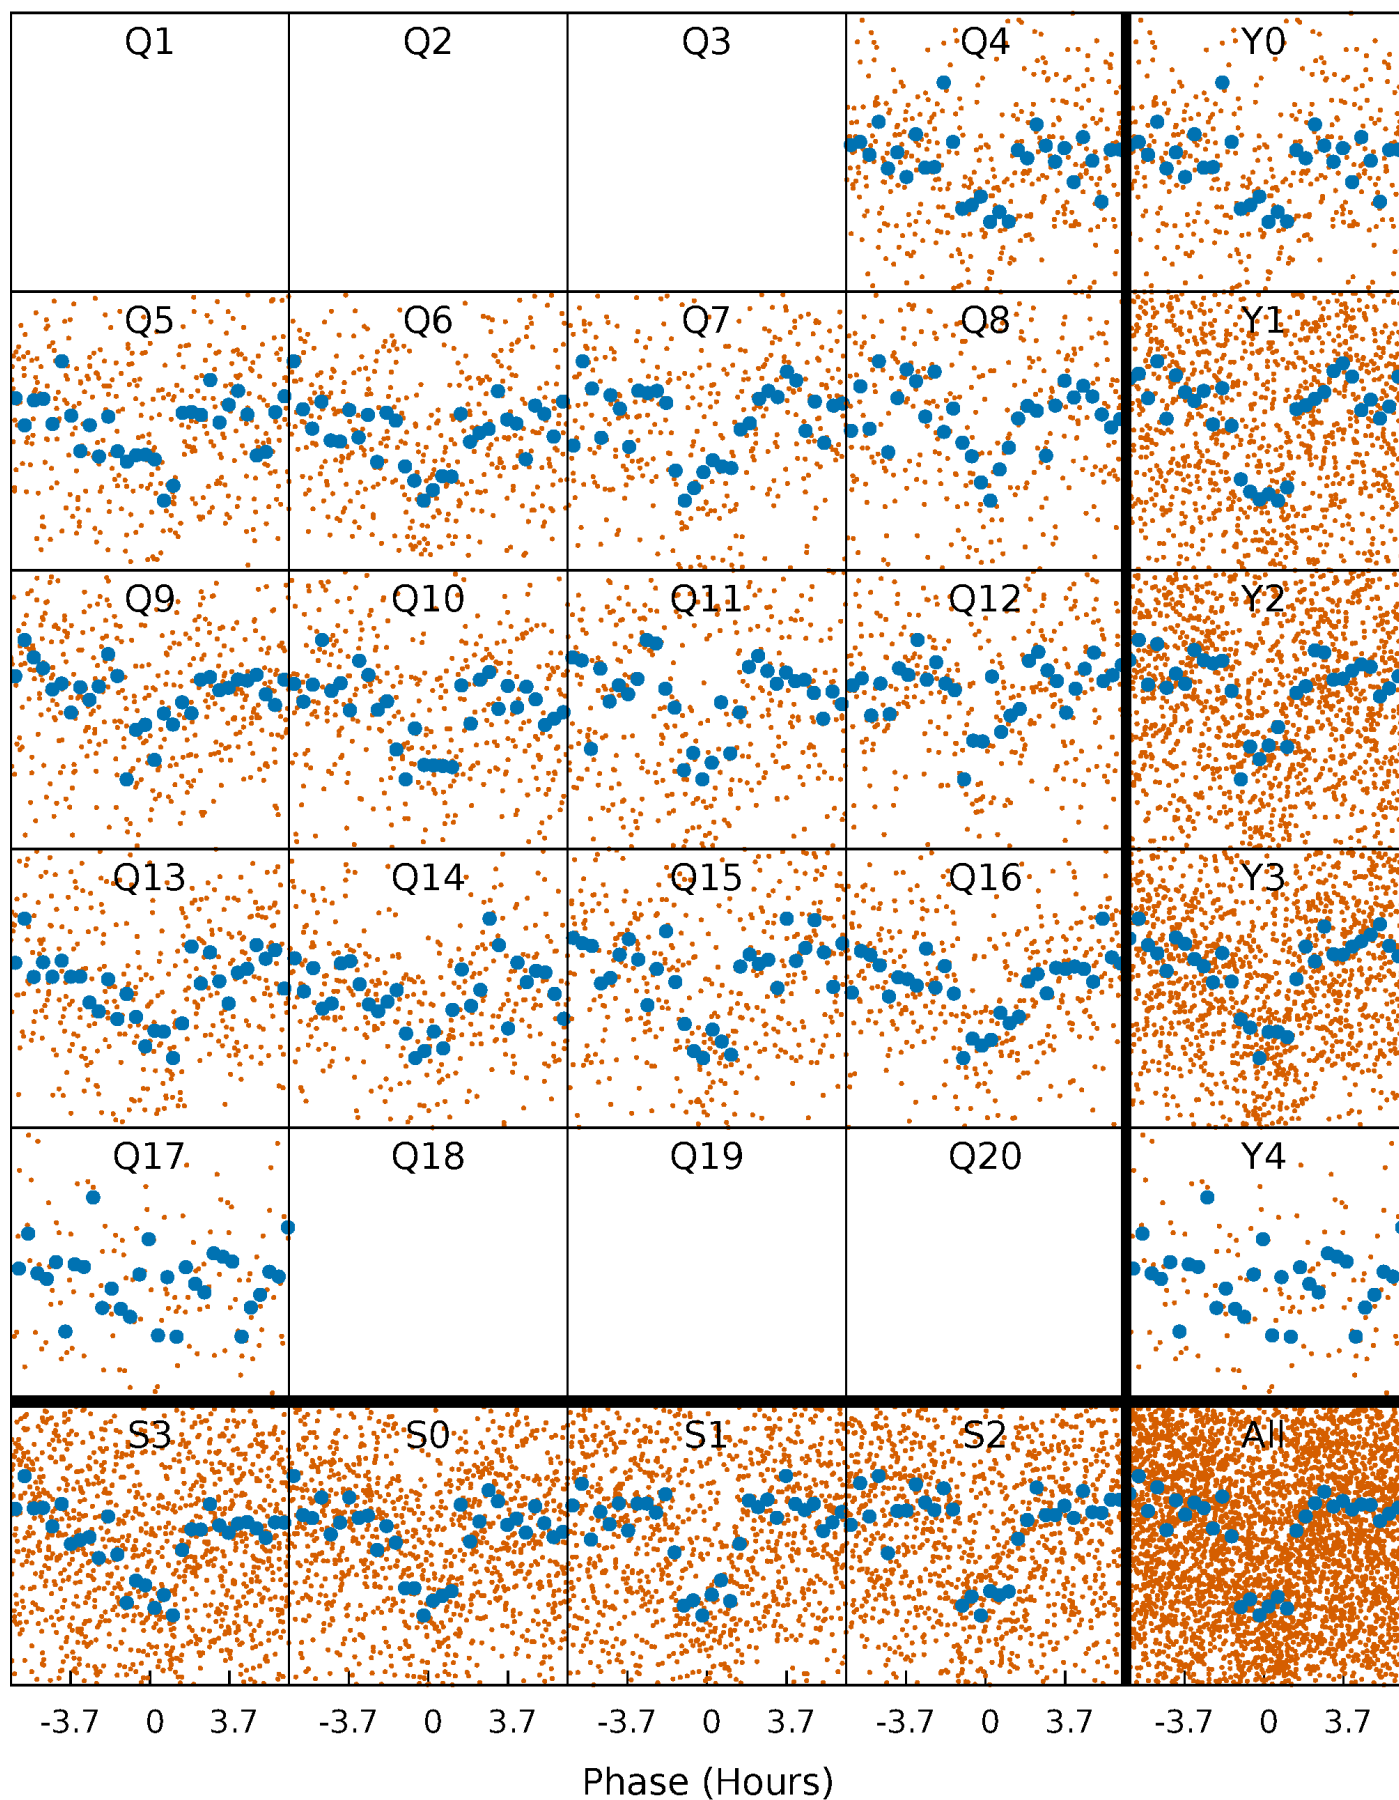 Q1 Q2 Q3 Q4 Y0
Q5 Q6 Q7 Q8 Y1
Q9 Q10 Q11 Q12 Y2
Q13 Q14 Q15 Q16 Y3
Q17 Q18 Q19 Q20 Y4
S3 S0 S1 S2 All
-3.7 0 3.7 -3.7 0 3.7 -3.7 0 3.7 -3.7 0 3.7 -3.7 0 3.7
Phase (Hours)